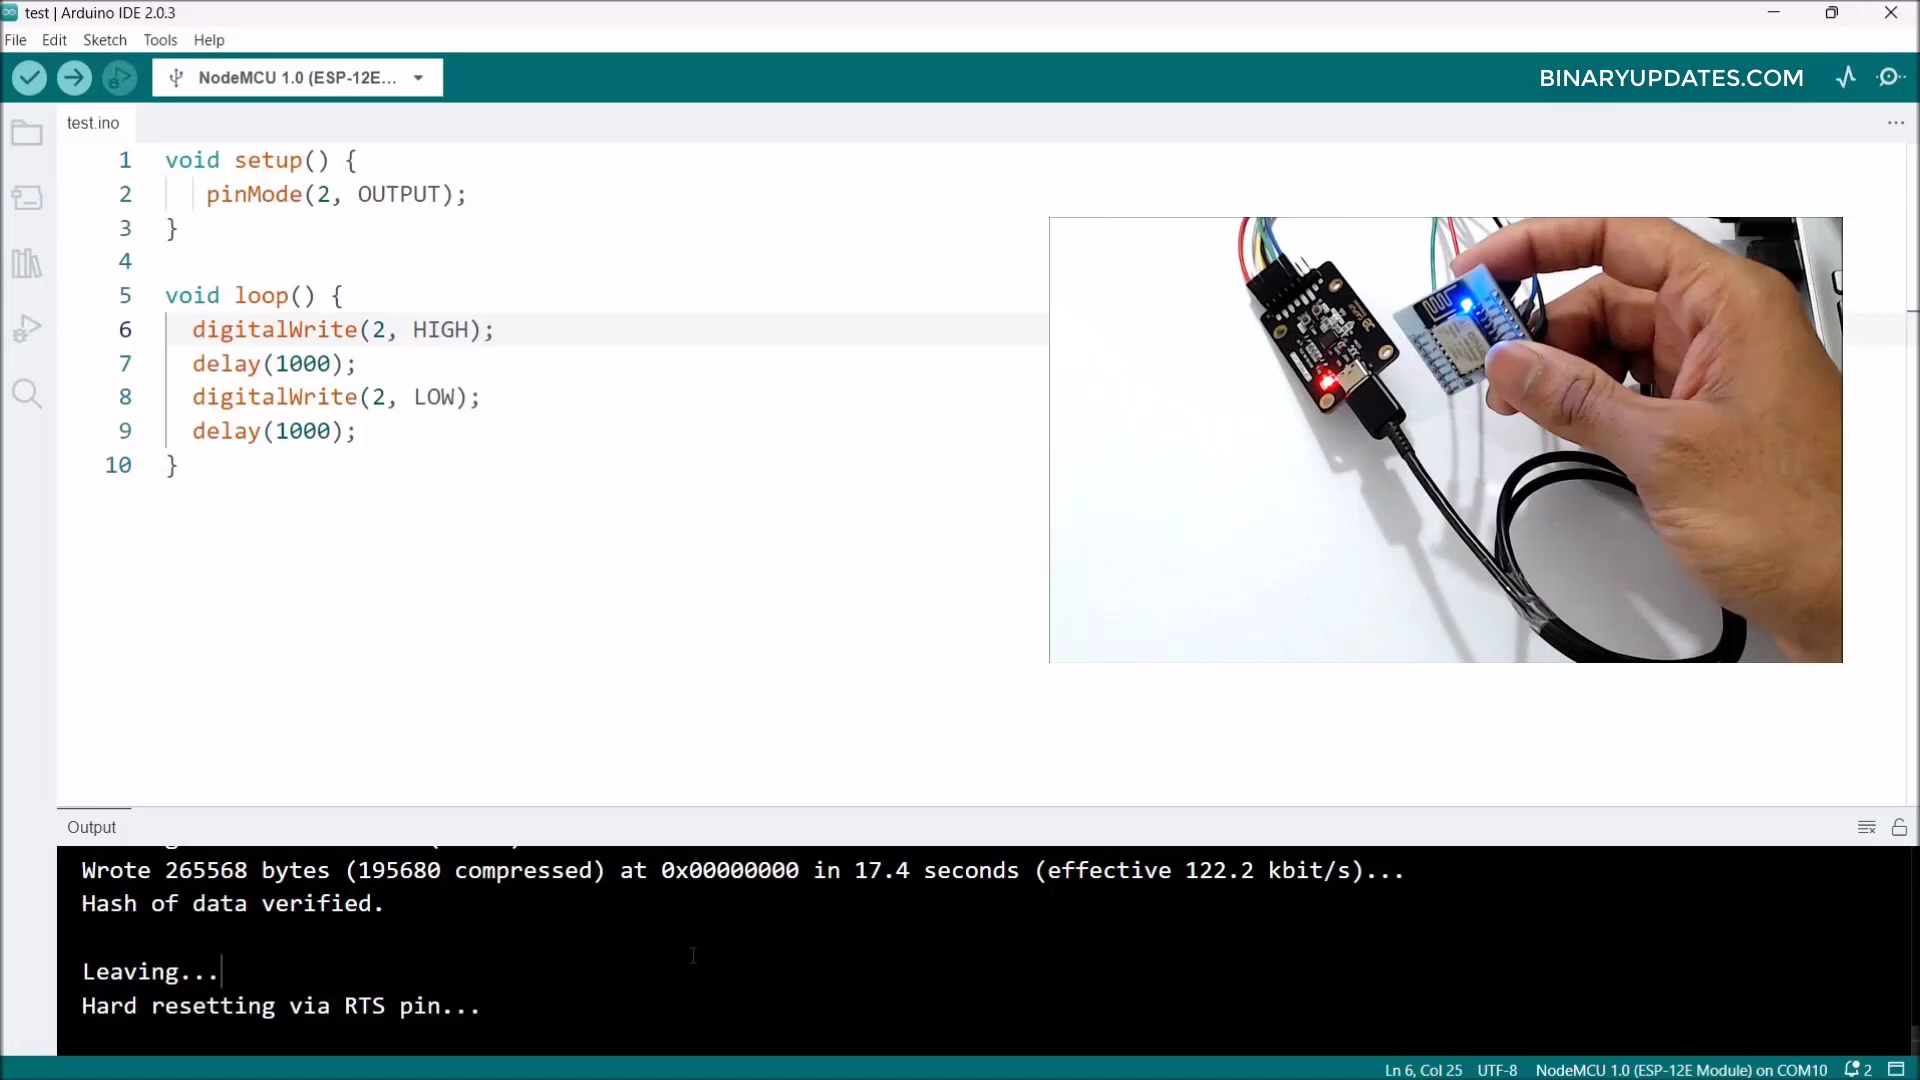 test | Arduino IDE 2.0.3
File Edit Sketch Tools Help
NodeMCU 1.0 (ESP-12E...
BINARYUPDATES.COM
test.ino
1 void setup() {
2 pinMode(2, OUTPUT);
3 }
4
5 void loop() {
6 digitalWrite(2, HIGH);
7 delay(1000);
8 digitalWrite(2, LOW);
9 delay(1000);
10 }
Output
Wrote 265568 bytes (195680 compressed) at 0x00000000 in 17.4 seconds (effective 122.2 kbit/s)...
Hash of data verified.
Leaving...
Hard resetting via RTS pin...
Ln 6, Col 25 UTF-8 NodeMCU 1.0 (ESP-12E Module) on COM10 2